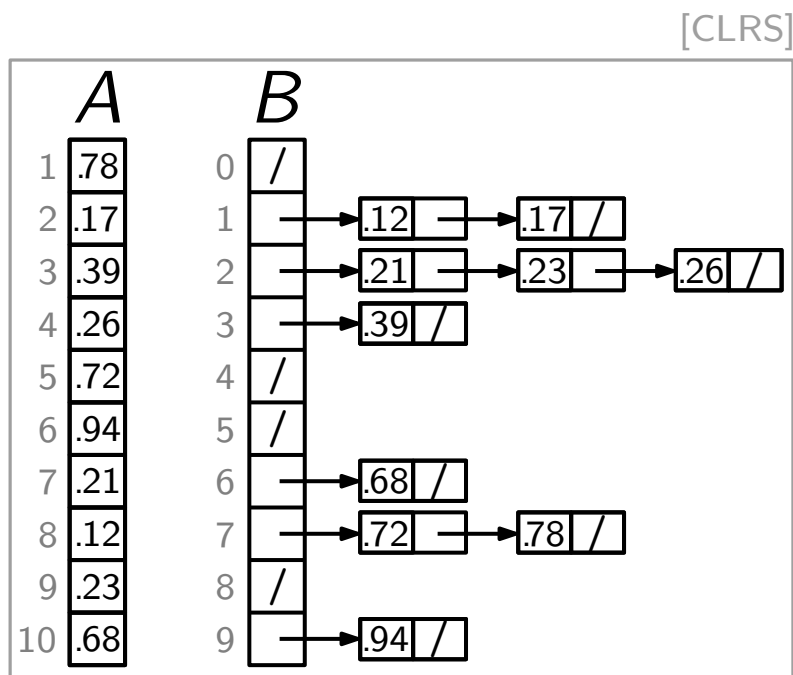 [CLRS]
A B
1 .78 0 /
2 .17 1 .12 .17 /
3 .39 2 .21 .23 .26 /
4 .26 3 .39 /
5 .72 4 /
6 .94 5 /
7 .21 6 .68 /
8 .12 7 .72 .78 /
9 .23 8 /
10 .68 9 .94 /